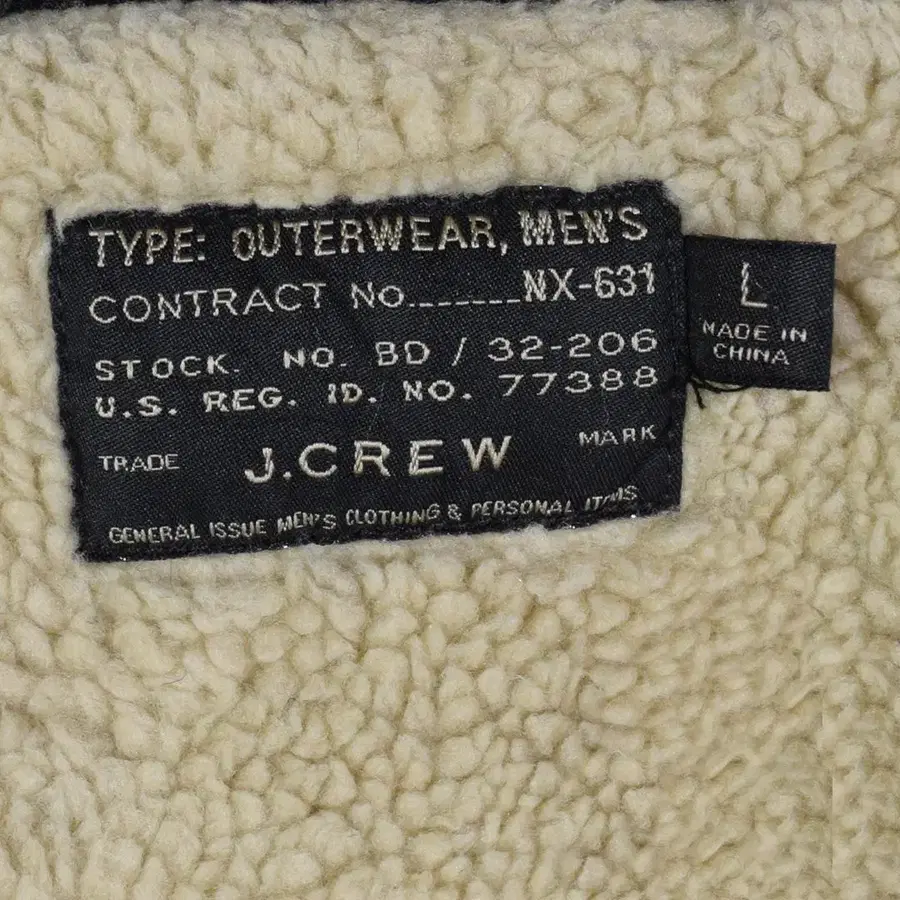 TYPE: OUTERWEAR, MEN'S
CONTRACT No.......NX-631
STOCK. NO. BD / 32-206
U.S. REG. ID. NO. 77388
TRADE J.CREW MARK
GENERAL ISSUE MEN'S CLOTHING & PERSONAL ITEMS
L
MADE IN
CHINA